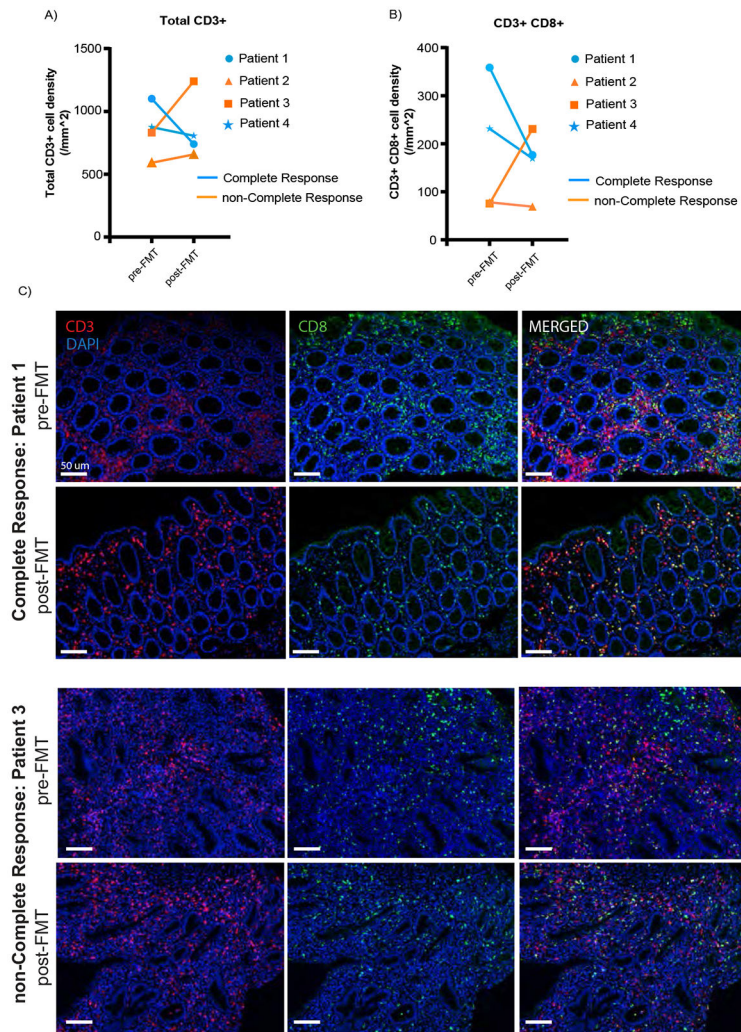 A)
Total CD3+
1500
1000
500
0
Total CD3+ cell density
(/mm^2)
pre-FMT
post-FMT
Patient 1
Patient 2
Patient 3
Patient 4
Complete Response
non-Complete Response
B)
CD3+ CD8+
400
300
200
100
0
CD3+ CD8+ cell density
(/mm^2)
pre-FMT
post-FMT
Patient 1
Patient 2
Patient 3
Patient 4
Complete Response
non-Complete Response
C)
Complete Response: Patient 1
pre-FMT
CD3
DAPI
50 um
CD8
MERGED
post-FMT
non-Complete Response: Patient 3
pre-FMT
post-FMT